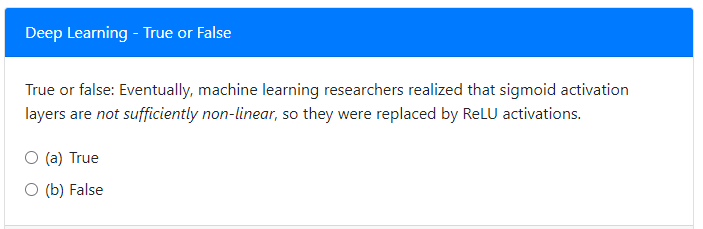 Deep Learning - True or False
True or false: Eventually, machine learning researchers realized that sigmoid activation
layers are not sufficiently non-linear, so they were replaced by ReLU activations.
(a) True
(b) False